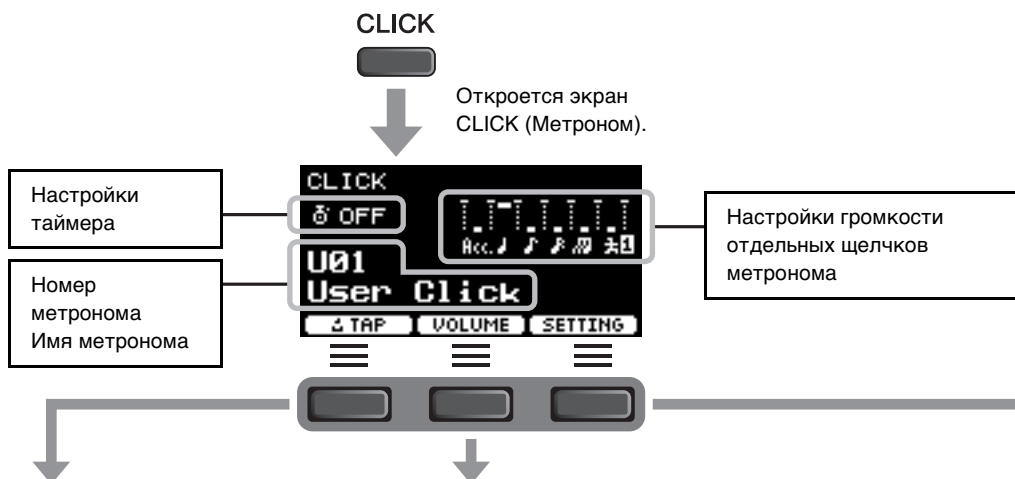 CLICK
Откроется экран
CLICK (Метроном).
Настройки
таймера
Номер
метронома
Имя метронома
CLICK
OFF
Acc.
1
U01
User Click
TAP
VOLUME
SETTING
Настройки громкости
отдельных щелчков
метронома